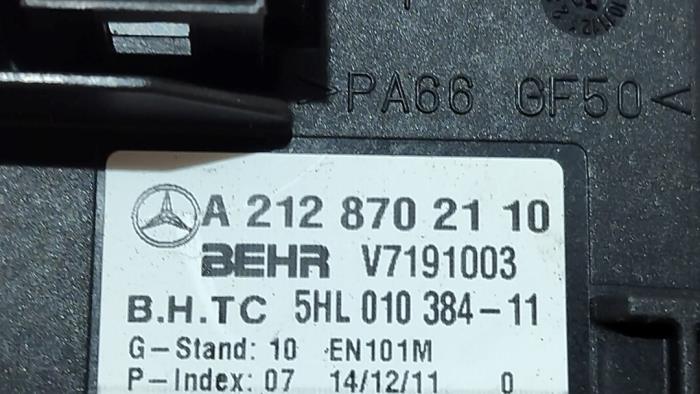 >PA66 GF50<
A 212 870 21 10
BEHR V7191003
B.H.TC 5HL 010 384-11
G-Stand: 10 EN101M
P-Index: 07 14/12/11 0